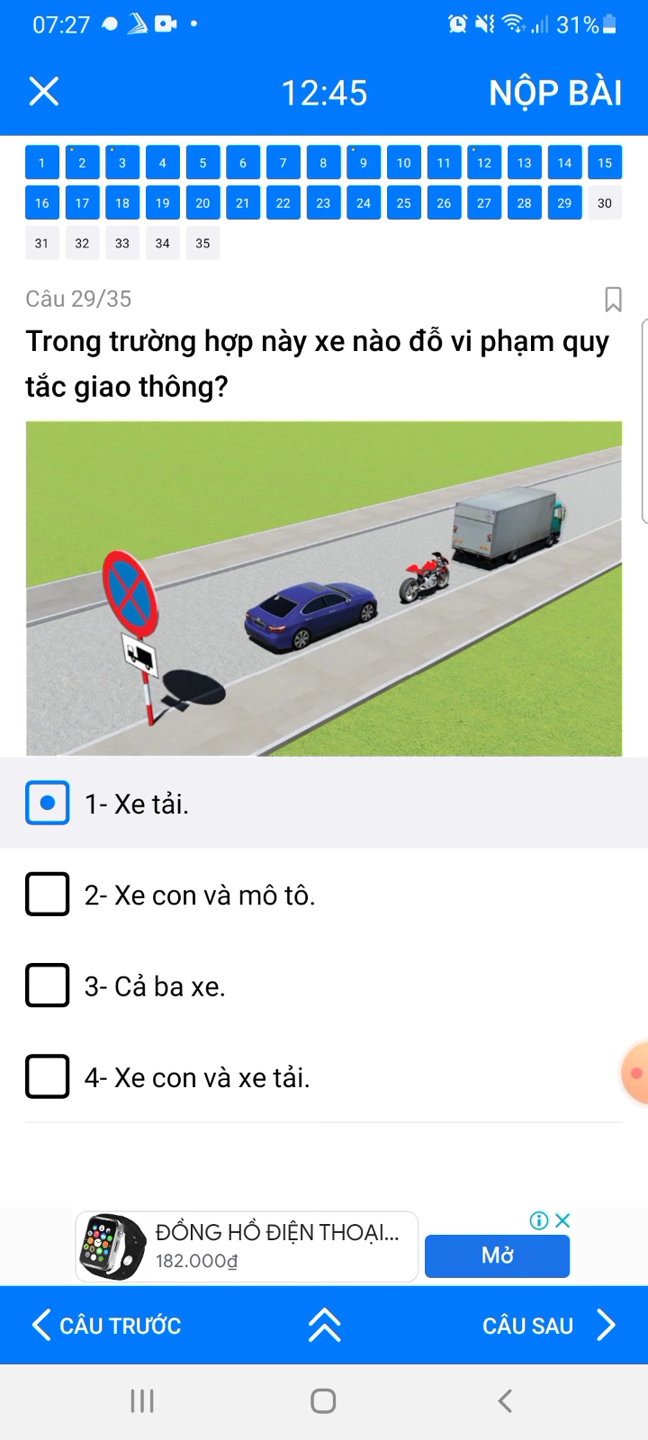 07:27 31%
12:45 NỘP BÀI
1 2 3 4 5 6 7 8 9 10 11 12 13 14 15
16 17 18 19 20 21 22 23 24 25 26 27 28 29 30
31 32 33 34 35
Câu 29/35
Trong trường hợp này xe nào đỗ vi phạm quy
tắc giao thông?
1- Xe tải.
2- Xe con và mô tô.
3- Cả ba xe.
4- Xe con và xe tải.
ĐỒNG HỒ ĐIỆN THOẠI...
182.000₫
Mở
CÂU TRƯỚC CÂU SAU